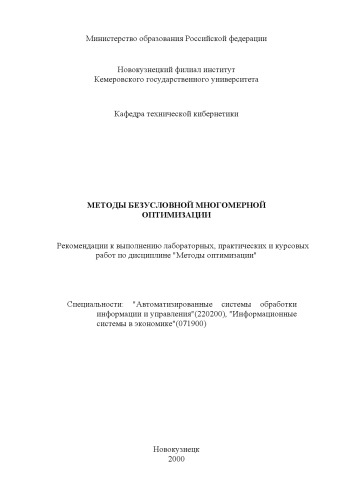 Министерство образования Российской федерации
Новокузнецкий филиал институт
Кемеровского государственного университета
Кафедра технической кибернетики
МЕТОДЫ БЕЗУСЛОВНОЙ МНОГОМЕРНОЙ
ОПТИМИЗАЦИИ
Рекомендации к выполнению лабораторных, практических и курсовых
работ по дисциплине "Методы оптимизации"
Специальности: "Автоматизированные системы обработки
информации и управления"(220200), "Информационные
системы в экономике"(071900)
Новокузнецк
2000